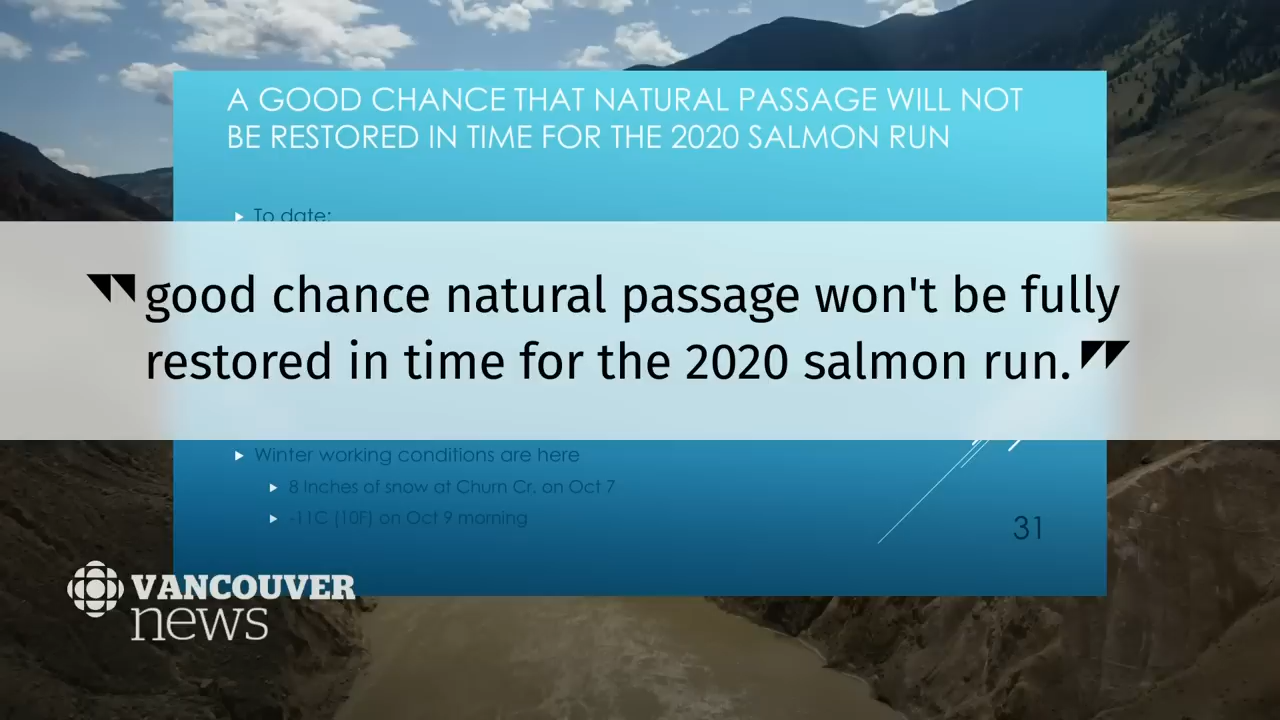 A GOOD CHANCE THAT NATURAL PASSAGE WILL NOT
BE RESTORED IN TIME FOR THE 2020 SALMON RUN
To date:
good chance natural passage won't be fully
restored in time for the 2020 salmon run.
Winter working conditions are here
8 Inches of snow at Churn Cr. on Oct 7
-11C (10F) on Oct 9 morning
31
VANCOUVER
news